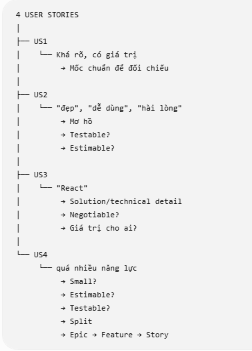 4 USER STORIES
│
├── US1
│   └── Khá rõ, có giá trị
│       → Mốc chuẩn để đối chiếu
│
├── US2
│   └── "đẹp", "dễ dùng", "hài lòng"
│       → Mơ hồ
│       → Testable?
│       → Estimable?
│
├── US3
│   └── "React"
│       → Solution/technical detail
│       → Negotiable?
│       → Giá trị cho ai?
│
└── US4
    └── quá nhiều năng lực
        → Small?
        → Estimable?
        → Testable?
        → Split
        → Epic → Feature → Story